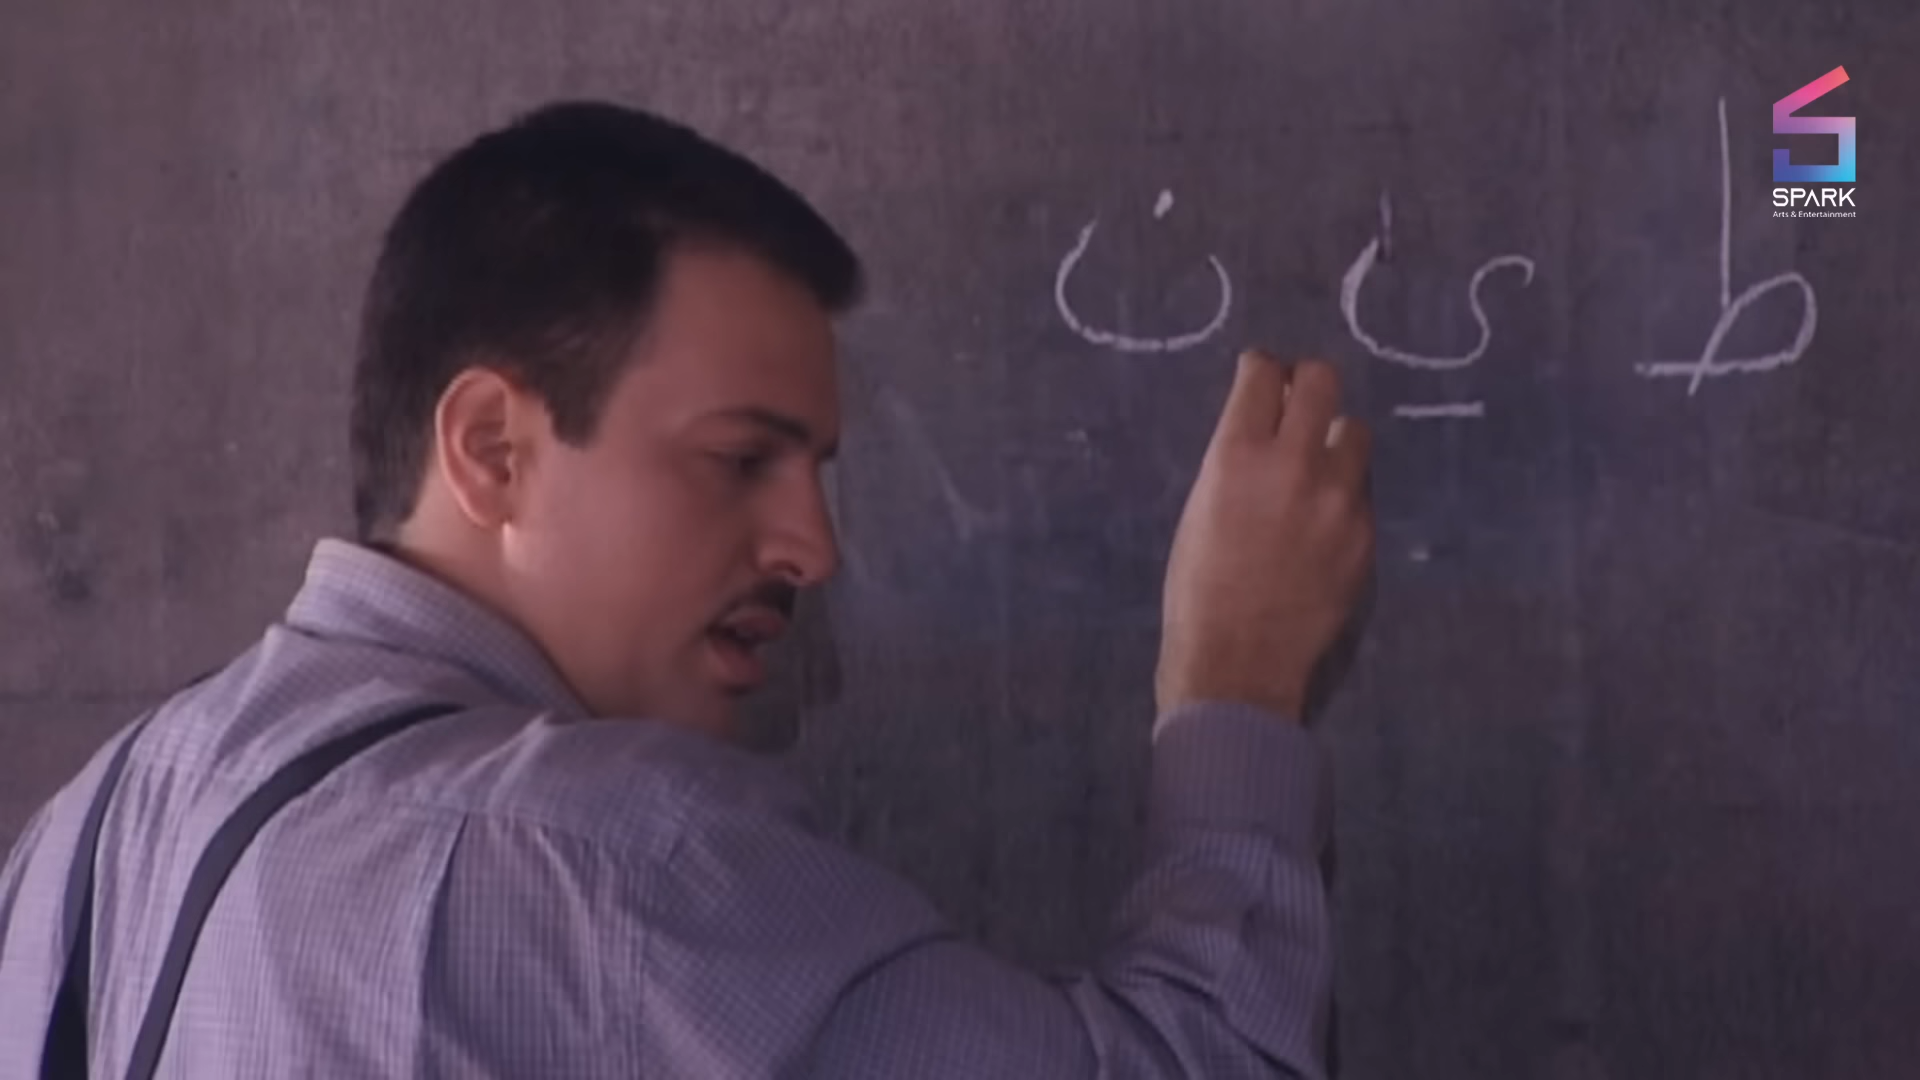 ط ي ن
SPARK
Arts & Entertainment